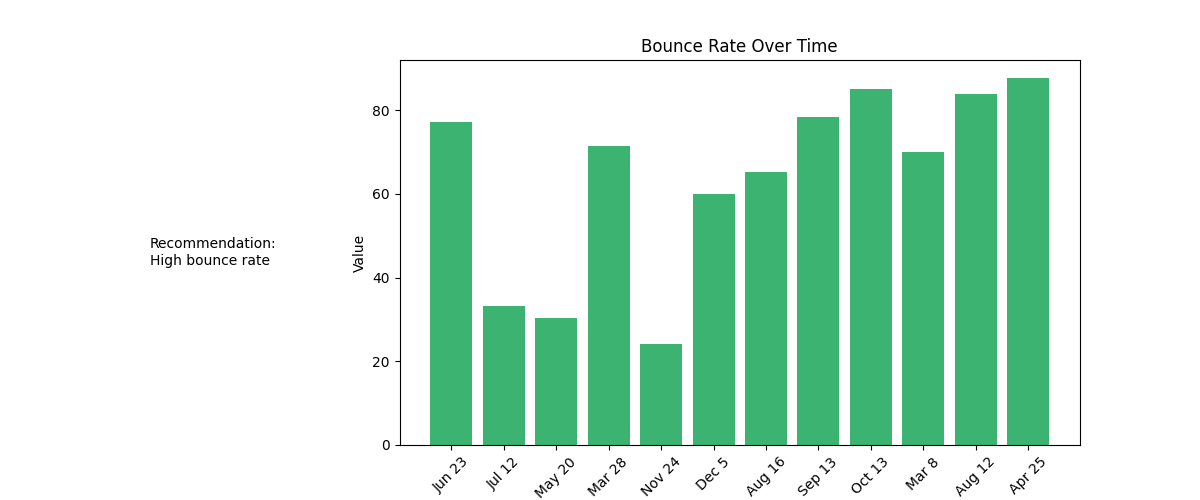 Bounce Rate Over Time
Recommendation:
High bounce rate
Value
80
60
40
20
0
Jun 23
Jul 12
May 20
Mar 28
Nov 24
Dec 5
Aug 16
Sep 13
Oct 13
Mar 8
Aug 12
Apr 25